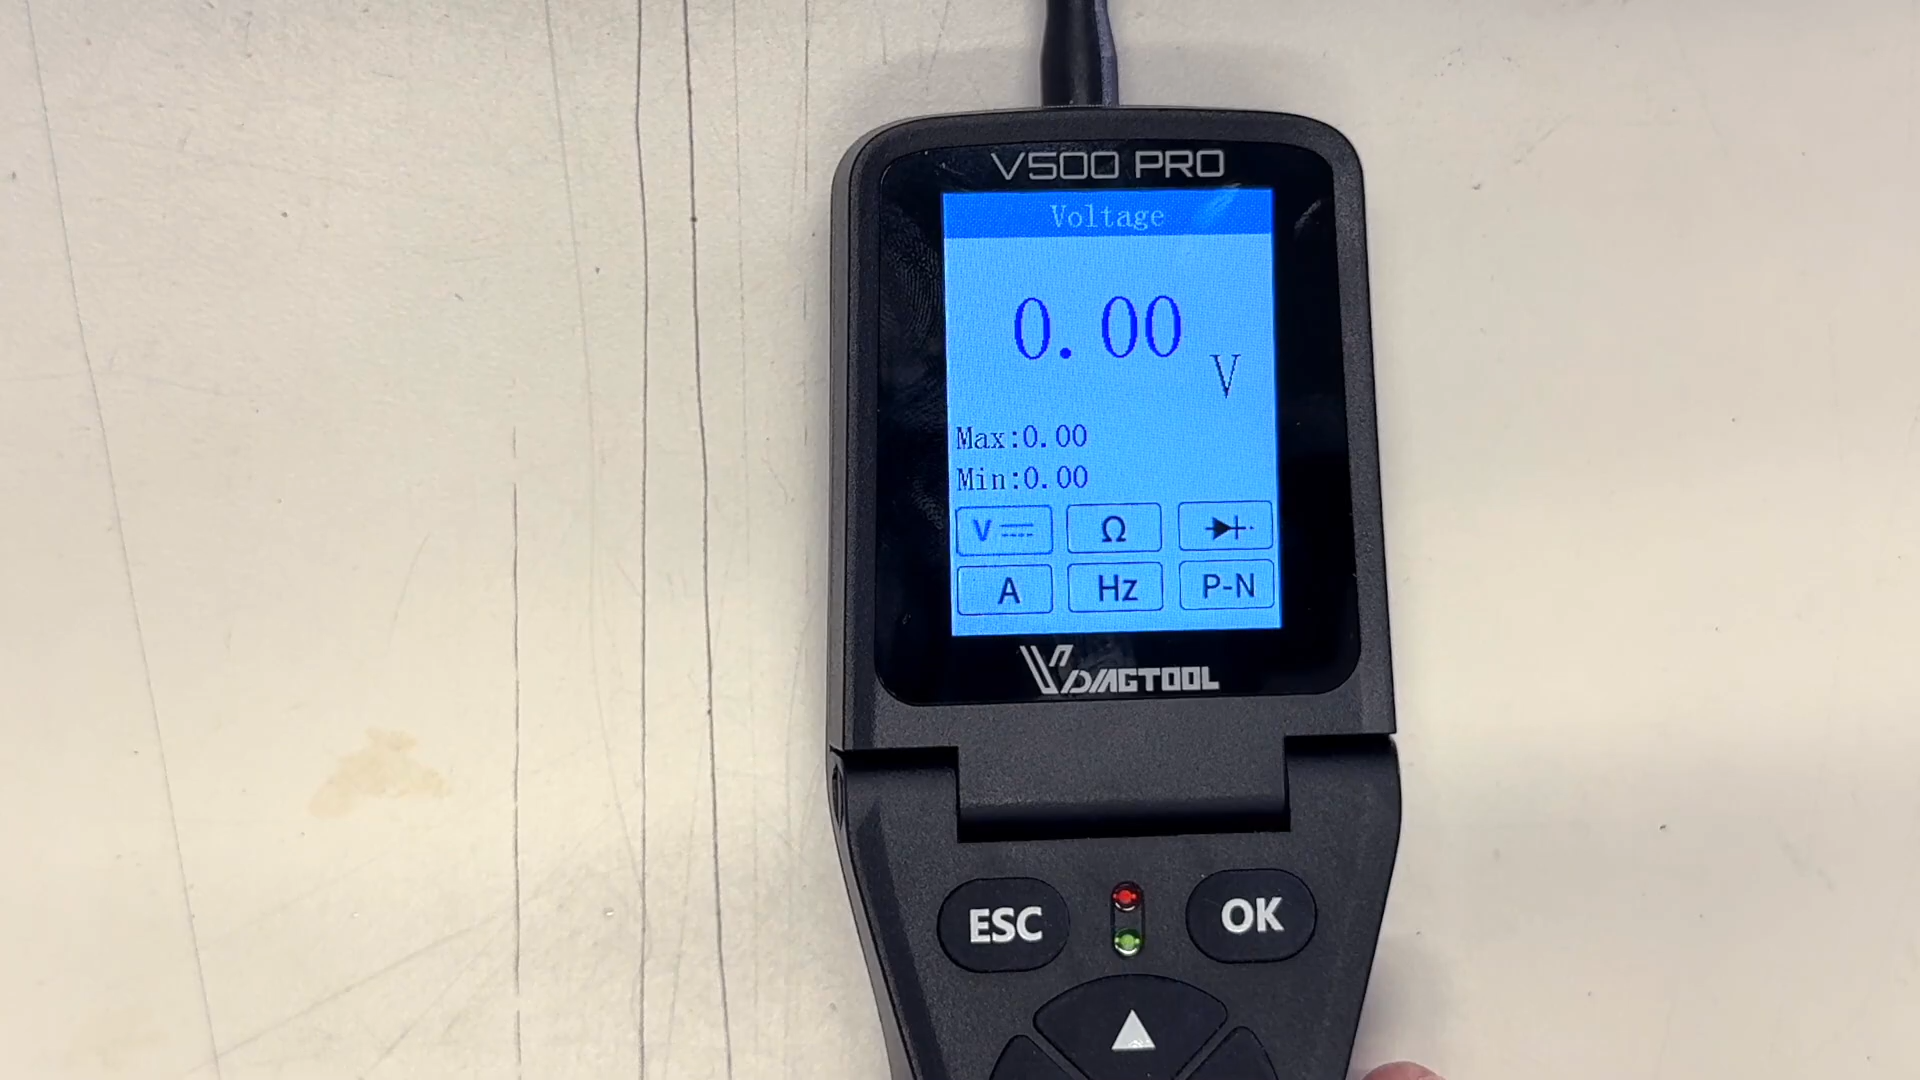 V500 PRO
Voltage
0.00
V
Max:0.00
Min:0.00
V Ω
A Hz P-N
VDIAGTOOL
ESC OK